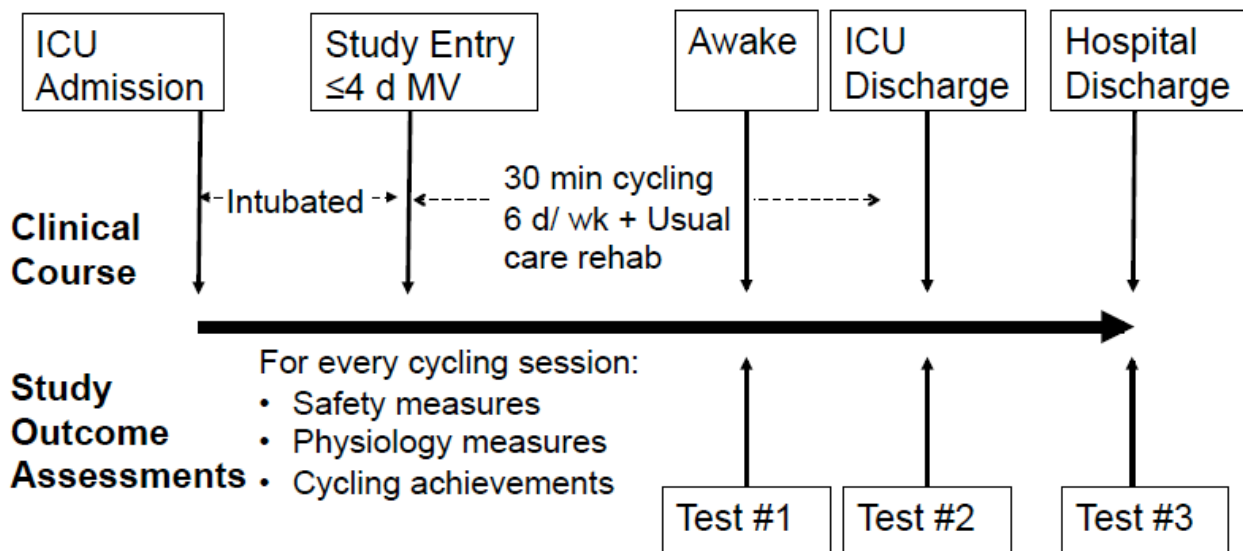 ICU
Admission
Study Entry
≤4 d MV
Awake
ICU
Discharge
Hospital
Discharge
Intubated
30 min cycling
6 d/ wk + Usual
care rehab
Clinical
Course
For every cycling session:
• Safety measures
• Physiology measures
• Cycling achievements
Study
Outcome
Assessments
Test #1
Test #2
Test #3